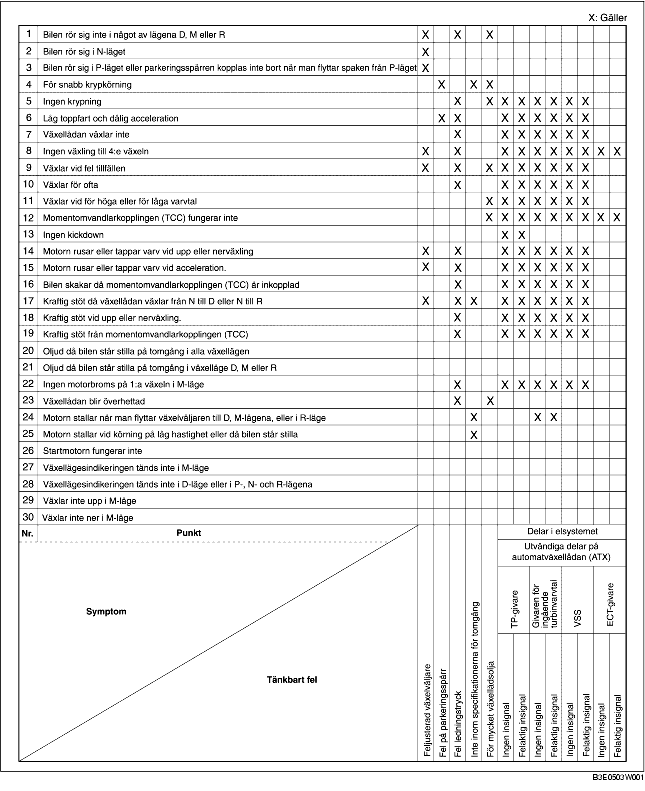 X: Gäller
1 Bilen rör sig inte i något av lägena D, M eller R X X X
2 Bilen rör sig i N-läget X
3 Bilen rör sig i P-läget eller parkeringsspärren kopplas inte bort när man flyttar spaken från P-läget X
4 För snabb krypkörning X X X
5 Ingen krypning X X X X X X X X
6 Låg toppfart och dålig acceleration X X X X X X X X
7 Växellådan växlar inte X X X X X X X
8 Ingen växling till 4:e växeln X X X X X X X X X X
9 Växlar vid fel tillfällen X X X X X X X X X
10 Växlar för ofta X X X X X X X
11 Växlar vid för höga eller för låga varvtal X X X X X X X
12 Momentomvandlarkopplingen (TCC) fungerar inte X X X X X X X X X
13 Ingen kickdown X X
14 Motorn rusar eller tappar varv vid upp eller nerväxling X X X X X X X X
15 Motorn rusar eller tappar varv vid acceleration. X X X X X X X X
16 Bilen skakar då momentomvandlarkopplingen (TCC) är inkopplad X X X X X X X
17 Kraftig stöt då växellådan växlar från N till D eller N till R X X X X X X X X X
18 Kraftig stöt vid upp eller nerväxling. X X X X X X X
19 Kraftig stöt från momentomvandlarkopplingen (TCC) X X X X X X X
20 Oljud då bilen står stilla på tomgång i alla växellägen
21 Oljud då bilen står stilla på tomgång i växelläge D, M eller R
22 Ingen motorbroms på 1:a växeln i M-läge X X X X X X X
23 Växellådan blir överhettad X X
24 Motorn stallar när man flyttar växelväljaren till D, M-lägena, eller i R-läge X X X
25 Motorn stallar vid körning på låg hastighet eller då bilen står stilla X
26 Startmotorn fungerar inte
27 Växellägesindikeringen tänds inte i M-läge
28 Växellägesindikeringen tänds inte i D-läge eller i P-, N- och R-lägena
29 Växlar inte upp i M-läge
30 Växlar inte ner i M-läge
Nr. Punkt
Symptom
Tänkbart fel
Feljusterad växelväljare
Fel på parkeringsspärr
Fel ledningstryck
Inte inom specifikationerna för tomgång
För mycket växellådsolja
Delar i elsystemet
Utvändiga delar på
automatväxellådan (ATX)
TP-givare
Givaren för
ingående
turbinvarvtal
VSS
ECT-givare
Ingen insignal
Felaktig insignal
Ingen insignal
Felaktig insignal
Ingen insignal
Felaktig insignal
Ingen insignal
Felaktig insignal
B3E0503W001